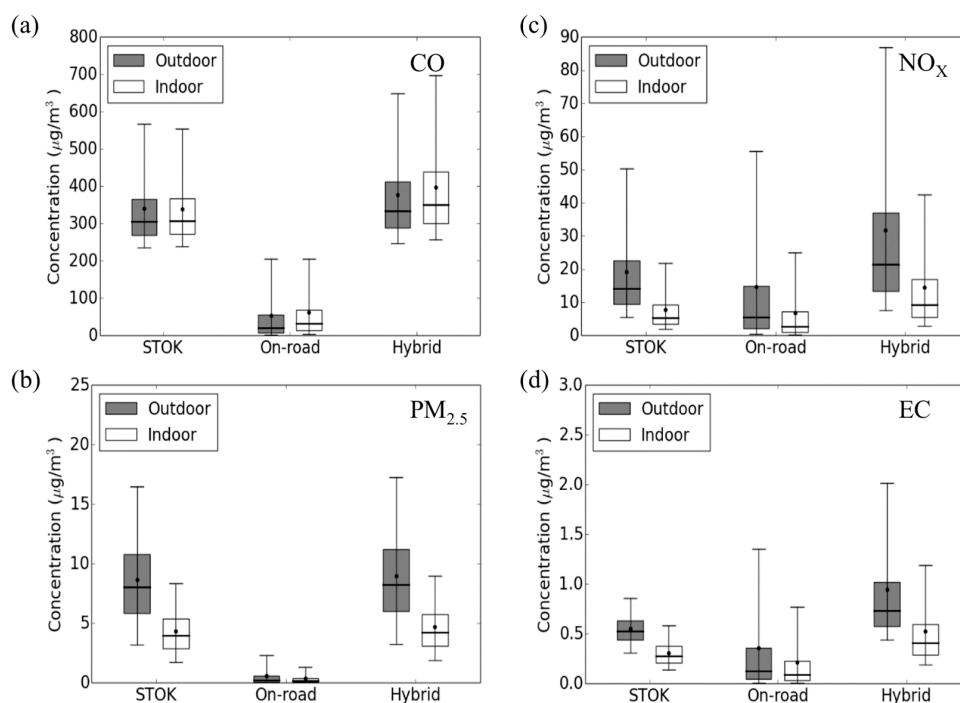 (a)
Concentration (μg/m³)
800
700
600
500
400
300
200
100
0
Outdoor
Indoor
CO
STOK On-road Hybrid
(c)
Concentration (μg/m³)
90
80
70
60
50
40
30
20
10
0
Outdoor
Indoor
NOX
STOK On-road Hybrid
(b)
Concentration (μg/m³)
25
20
15
10
5
0
Outdoor
Indoor
PM2.5
STOK On-road Hybrid
(d)
Concentration (μg/m³)
3.0
2.5
2.0
1.5
1.0
0.5
0.0
Outdoor
Indoor
EC
STOK On-road Hybrid